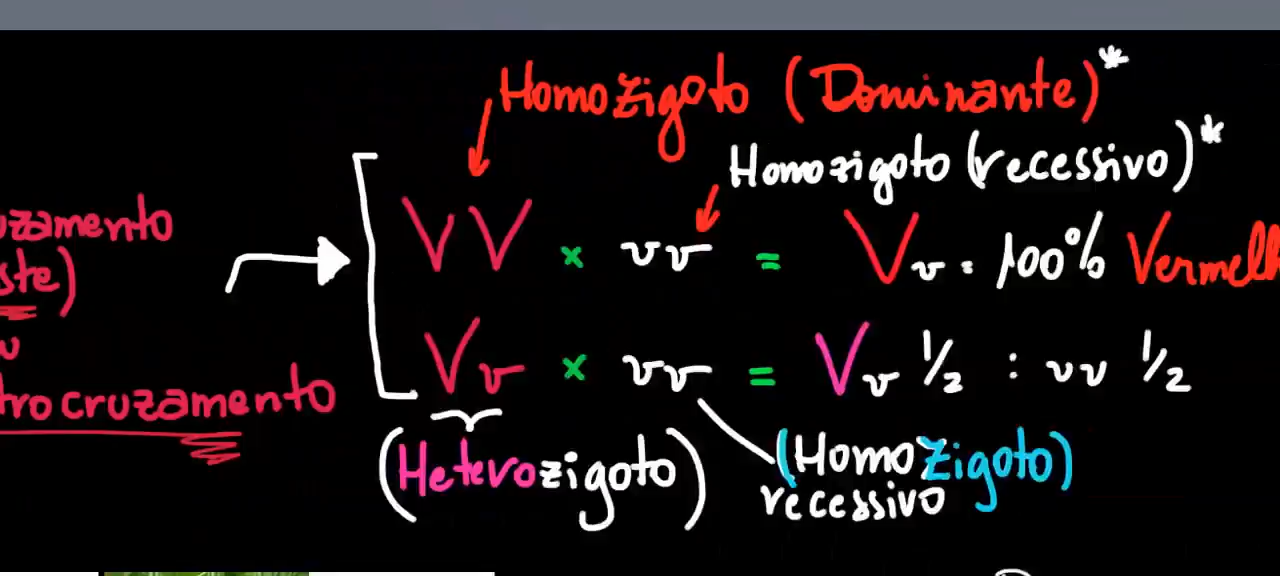 Homozigoto (Dominante)*
Homozigoto (recessivo)*
uzamento
VV x vv = Vv = 100% Vermelh
ste)
Vv x vv = Vv 1/2 : vv 1/2
trocruzamento
(Heterozigoto)
(Homozigoto)
recessivo